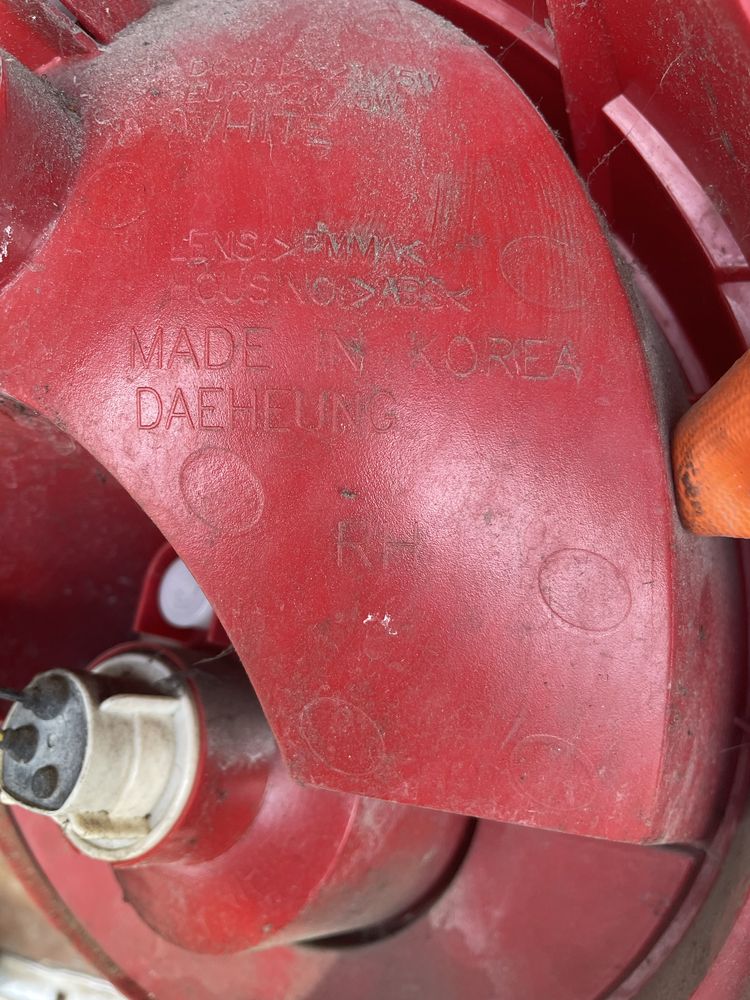 WHITE
LENS:>PMMA<
HOUSING:>ABS<
MADE IN KOREA
DAEHEUNG
RH